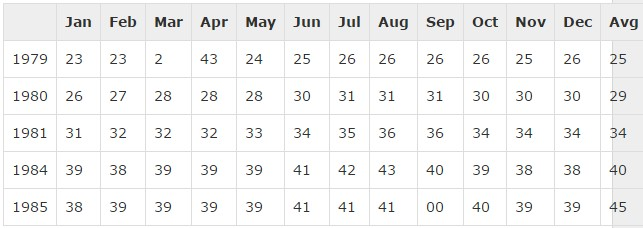 Jan Feb Mar Apr May Jun Jul Aug Sep Oct Nov Dec Avg
1979 23 23 2 43 24 25 26 26 26 26 25 26 25
1980 26 27 28 28 28 30 31 31 31 30 30 30 29
1981 31 32 32 32 33 34 35 36 36 34 34 34 34
1984 39 38 39 39 39 41 42 43 40 39 38 38 40
1985 38 39 39 39 39 41 41 41 00 40 39 39 45